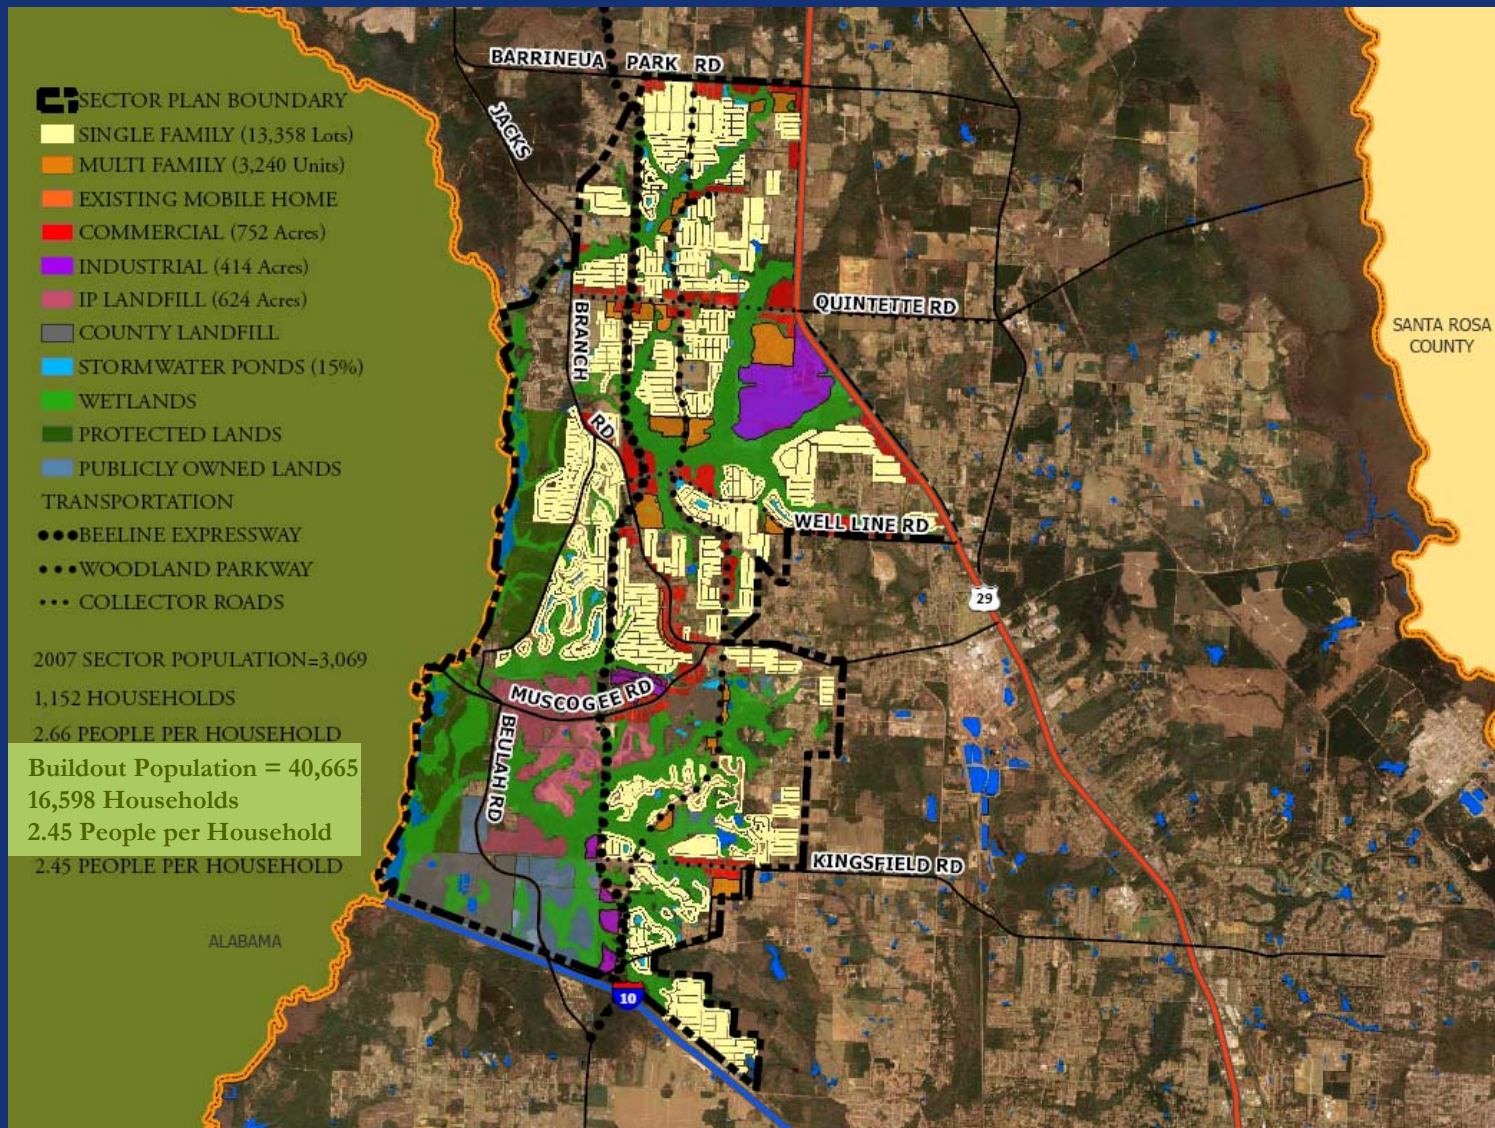 SECTOR PLAN BOUNDARY
SINGLE FAMILY (13,358 Lots)
MULTI FAMILY (3,240 Units)
EXISTING MOBILE HOME
COMMERCIAL (752 Acres)
INDUSTRIAL (414 Acres)
IP LANDFILL (624 Acres)
COUNTY LANDFILL
STORMWATER PONDS (15%)
WETLANDS
PROTECTED LANDS
PUBLICLY OWNED LANDS
TRANSPORTATION
BEELINE EXPRESSWAY
WOODLAND PARKWAY
COLLECTOR ROADS
2007 SECTOR POPULATION=3,069
1,152 HOUSEHOLDS
2.66 PEOPLE PER HOUSEHOLD
Buildout Population = 40,665
16,598 Households
2.45 People per Household
2.45 PEOPLE PER HOUSEHOLD
ALABAMA
BARRINEUA PARK RD
JACKS
BRANCH
RD
QUINTETTE RD
WELL LINE RD
29
MUSCOGEE RD
BEULAH RD
KINGSFIELD RD
10
SANTA ROSA
COUNTY